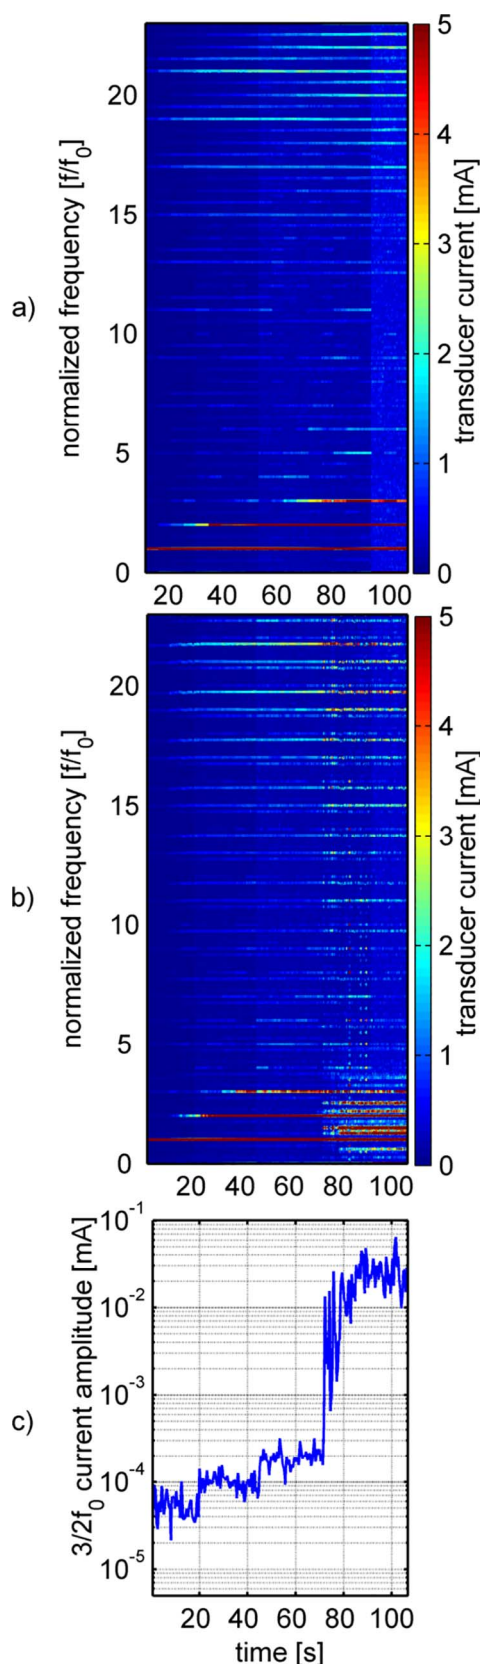 a)
normalized frequency [f/f₀]
20
15
10
5
0
20 40 60 80 100
5
4
3
2
1
0
transducer current [mA]
b)
normalized frequency [f/f₀]
20
15
10
5
0
20 40 60 80 100
5
4
3
2
1
0
transducer current [mA]
c)
3/2f₀ current amplitude [mA]
10⁻¹
10⁻²
10⁻³
10⁻⁴
10⁻⁵
20 40 60 80 100
time [s]